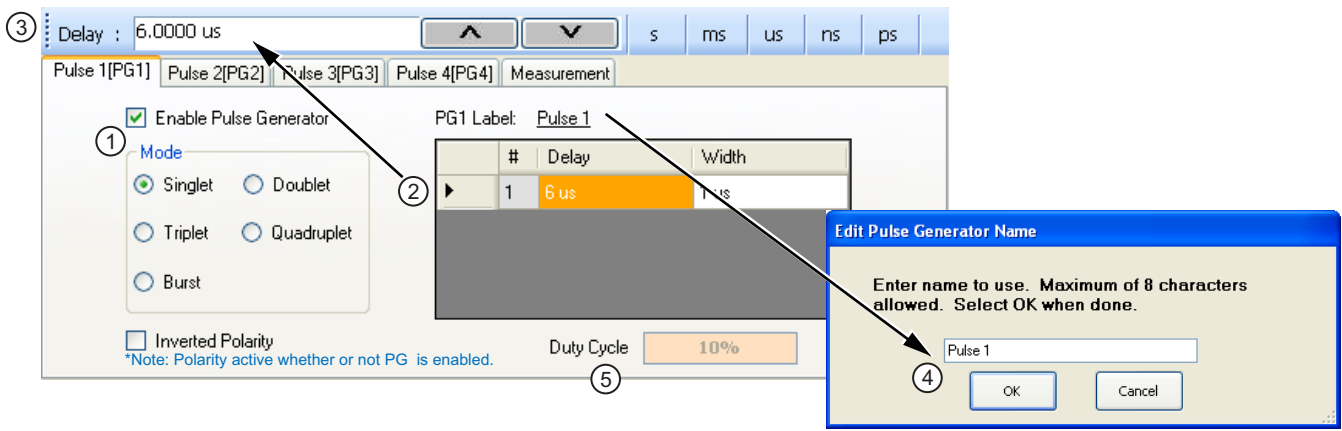 3 Delay : 6.0000 us s ms us ns ps
Pulse 1[PG1] Pulse 2[PG2] Pulse 3[PG3] Pulse 4[PG4] Measurement
Enable Pulse Generator
PG1 Label: Pulse 1
1
Mode
Singlet Doublet
Triplet Quadruplet
Burst
2
# Delay Width
1 6 us 1 us
Inverted Polarity
*Note: Polarity active whether or not PG is enabled.
Duty Cycle 10%
5
Edit Pulse Generator Name
Enter name to use. Maximum of 8 characters
allowed. Select OK when done.
Pulse 1
4
OK Cancel